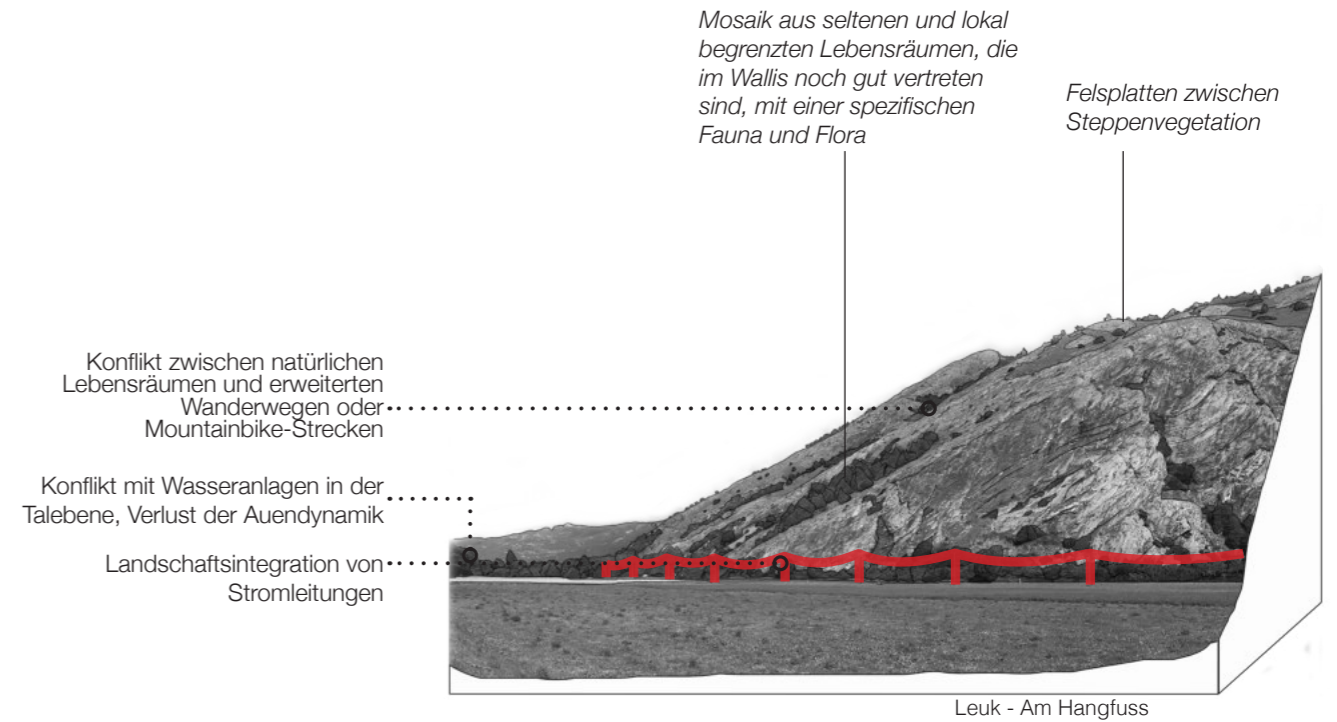 Mosaik aus seltenen und lokal
begrenzten Lebensräumen, die
im Wallis noch gut vertreten
sind, mit einer spezifischen
Fauna und Flora
Felsplatten zwischen
Steppenvegetation
Konflikt zwischen natürlichen
Lebensräumen und erweiterten
Wanderwegen oder
Mountainbike-Strecken
Konflikt mit Wasseranlagen in der
Talebene, Verlust der Auendynamik
Landschaftsintegration von
Stromleitungen
Leuk - Am Hangfuss